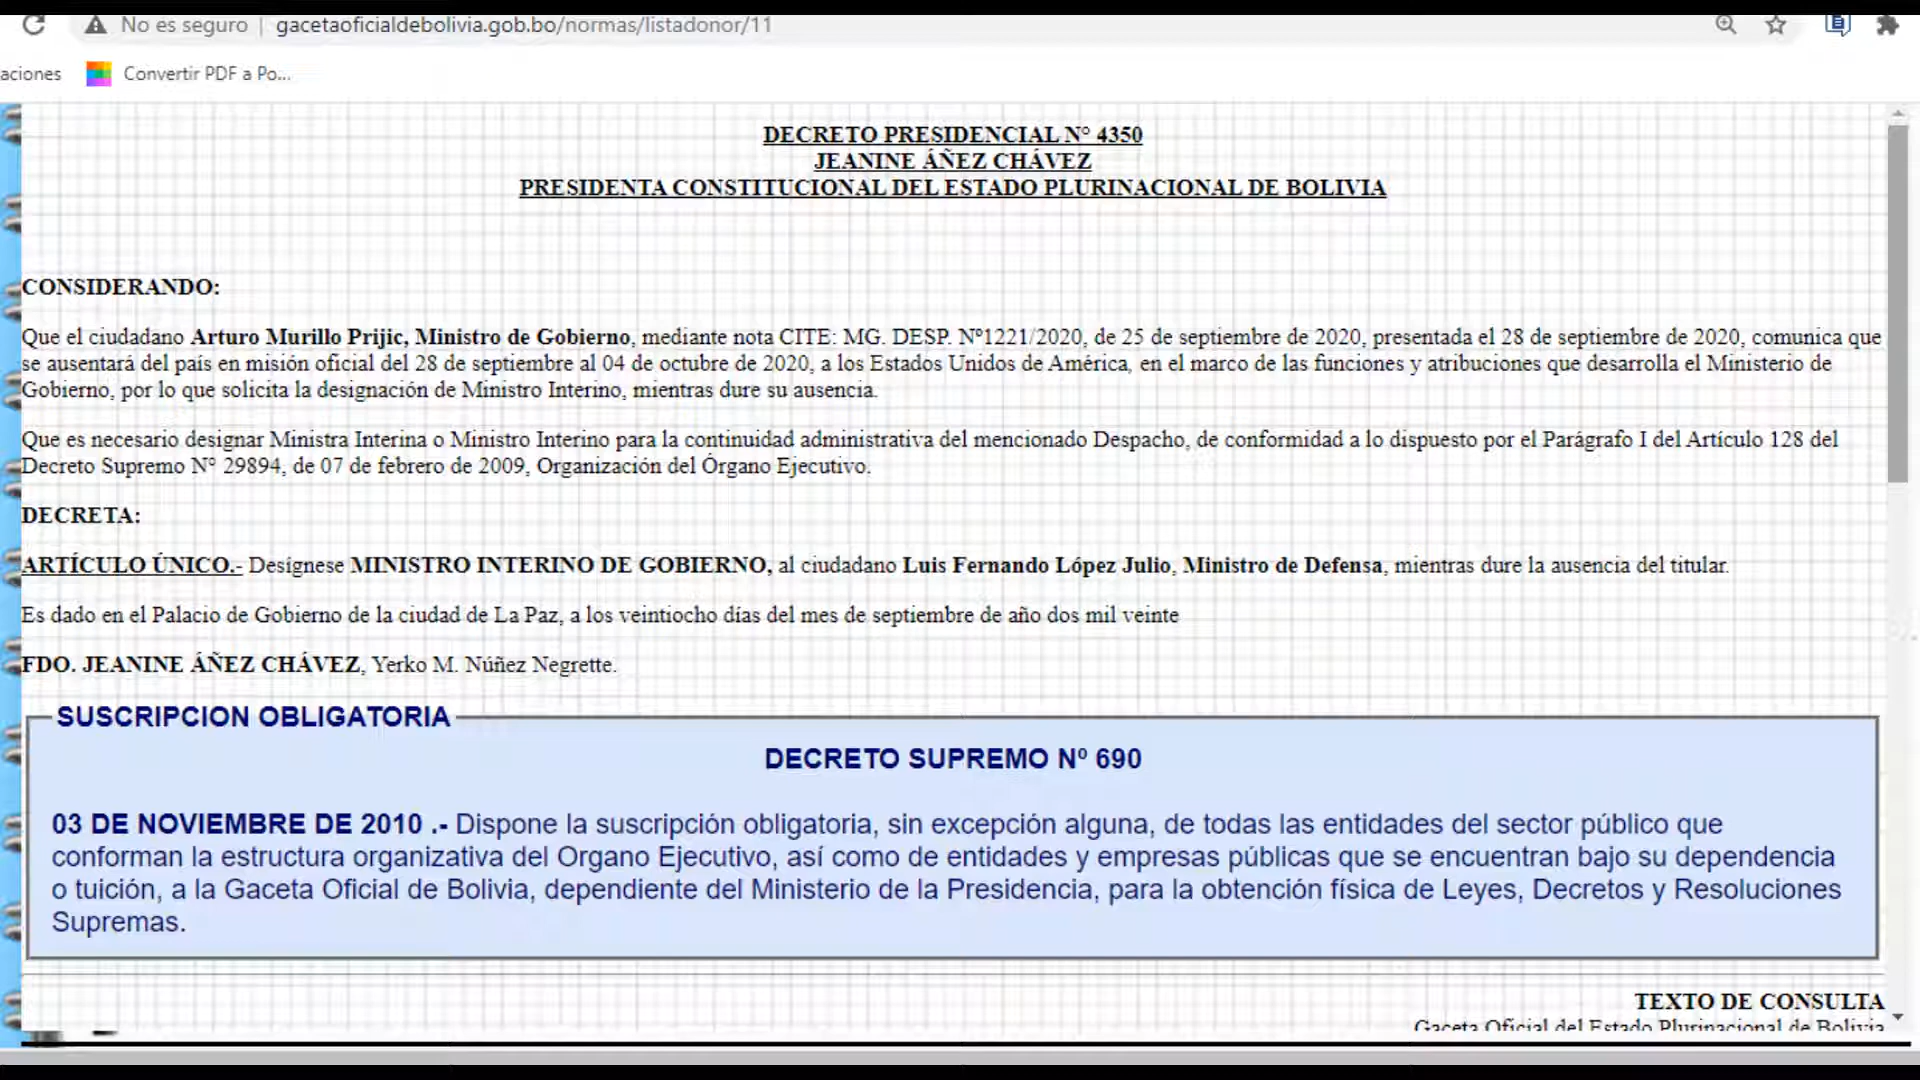 No es seguro | gacetaoficialdebolivia.gob.bo/normas/listadonor/11
aciones Convertir PDF a Po...
DECRETO PRESIDENCIAL N° 4350
JEANINE ÁÑEZ CHÁVEZ
PRESIDENTA CONSTITUCIONAL DEL ESTADO PLURINACIONAL DE BOLIVIA
CONSIDERANDO:
Que el ciudadano Arturo Murillo Prijic, Ministro de Gobierno, mediante nota CITE: MG. DESP. Nº1221/2020, de 25 de septiembre de 2020, presentada el 28 de septiembre de 2020, comunica que
se ausentará del país en misión oficial del 28 de septiembre al 04 de octubre de 2020, a los Estados Unidos de América, en el marco de las funciones y atribuciones que desarrolla el Ministerio de
Gobierno, por lo que solicita la designación de Ministro Interino, mientras dure su ausencia.
Que es necesario designar Ministra Interina o Ministro Interino para la continuidad administrativa del mencionado Despacho, de conformidad a lo dispuesto por el Parágrafo I del Artículo 128 del
Decreto Supremo N° 29894, de 07 de febrero de 2009, Organización del Órgano Ejecutivo.
DECRETA:
ARTÍCULO ÚNICO.- Desígnese MINISTRO INTERINO DE GOBIERNO, al ciudadano Luis Fernando López Julio, Ministro de Defensa, mientras dure la ausencia del titular.
Es dado en el Palacio de Gobierno de la ciudad de La Paz, a los veintiocho días del mes de septiembre de año dos mil veinte
FDO. JEANINE ÁÑEZ CHÁVEZ, Yerko M. Núñez Negrette.
SUSCRIPCION OBLIGATORIA
DECRETO SUPREMO Nº 690
03 DE NOVIEMBRE DE 2010 .- Dispone la suscripción obligatoria, sin excepción alguna, de todas las entidades del sector público que
conforman la estructura organizativa del Organo Ejecutivo, así como de entidades y empresas públicas que se encuentran bajo su dependencia
o tuición, a la Gaceta Oficial de Bolivia, dependiente del Ministerio de la Presidencia, para la obtención física de Leyes, Decretos y Resoluciones
Supremas.
TEXTO DE CONSULTA
Gaceta Oficial del Estado Plurinacional de Bolivia